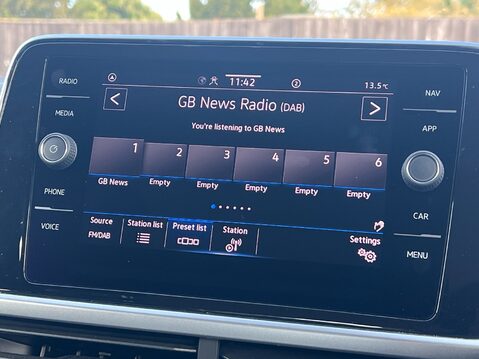 RADIO
MEDIA
PHONE
VOICE
11:42
2
13.5°C
GB News Radio (DAB)
You're listening to GB News
1 2 3 4 5 6
GB News Empty Empty Empty Empty Empty
Source Station list Preset list Station Settings
FM/DAB
NAV
APP
CAR
MENU